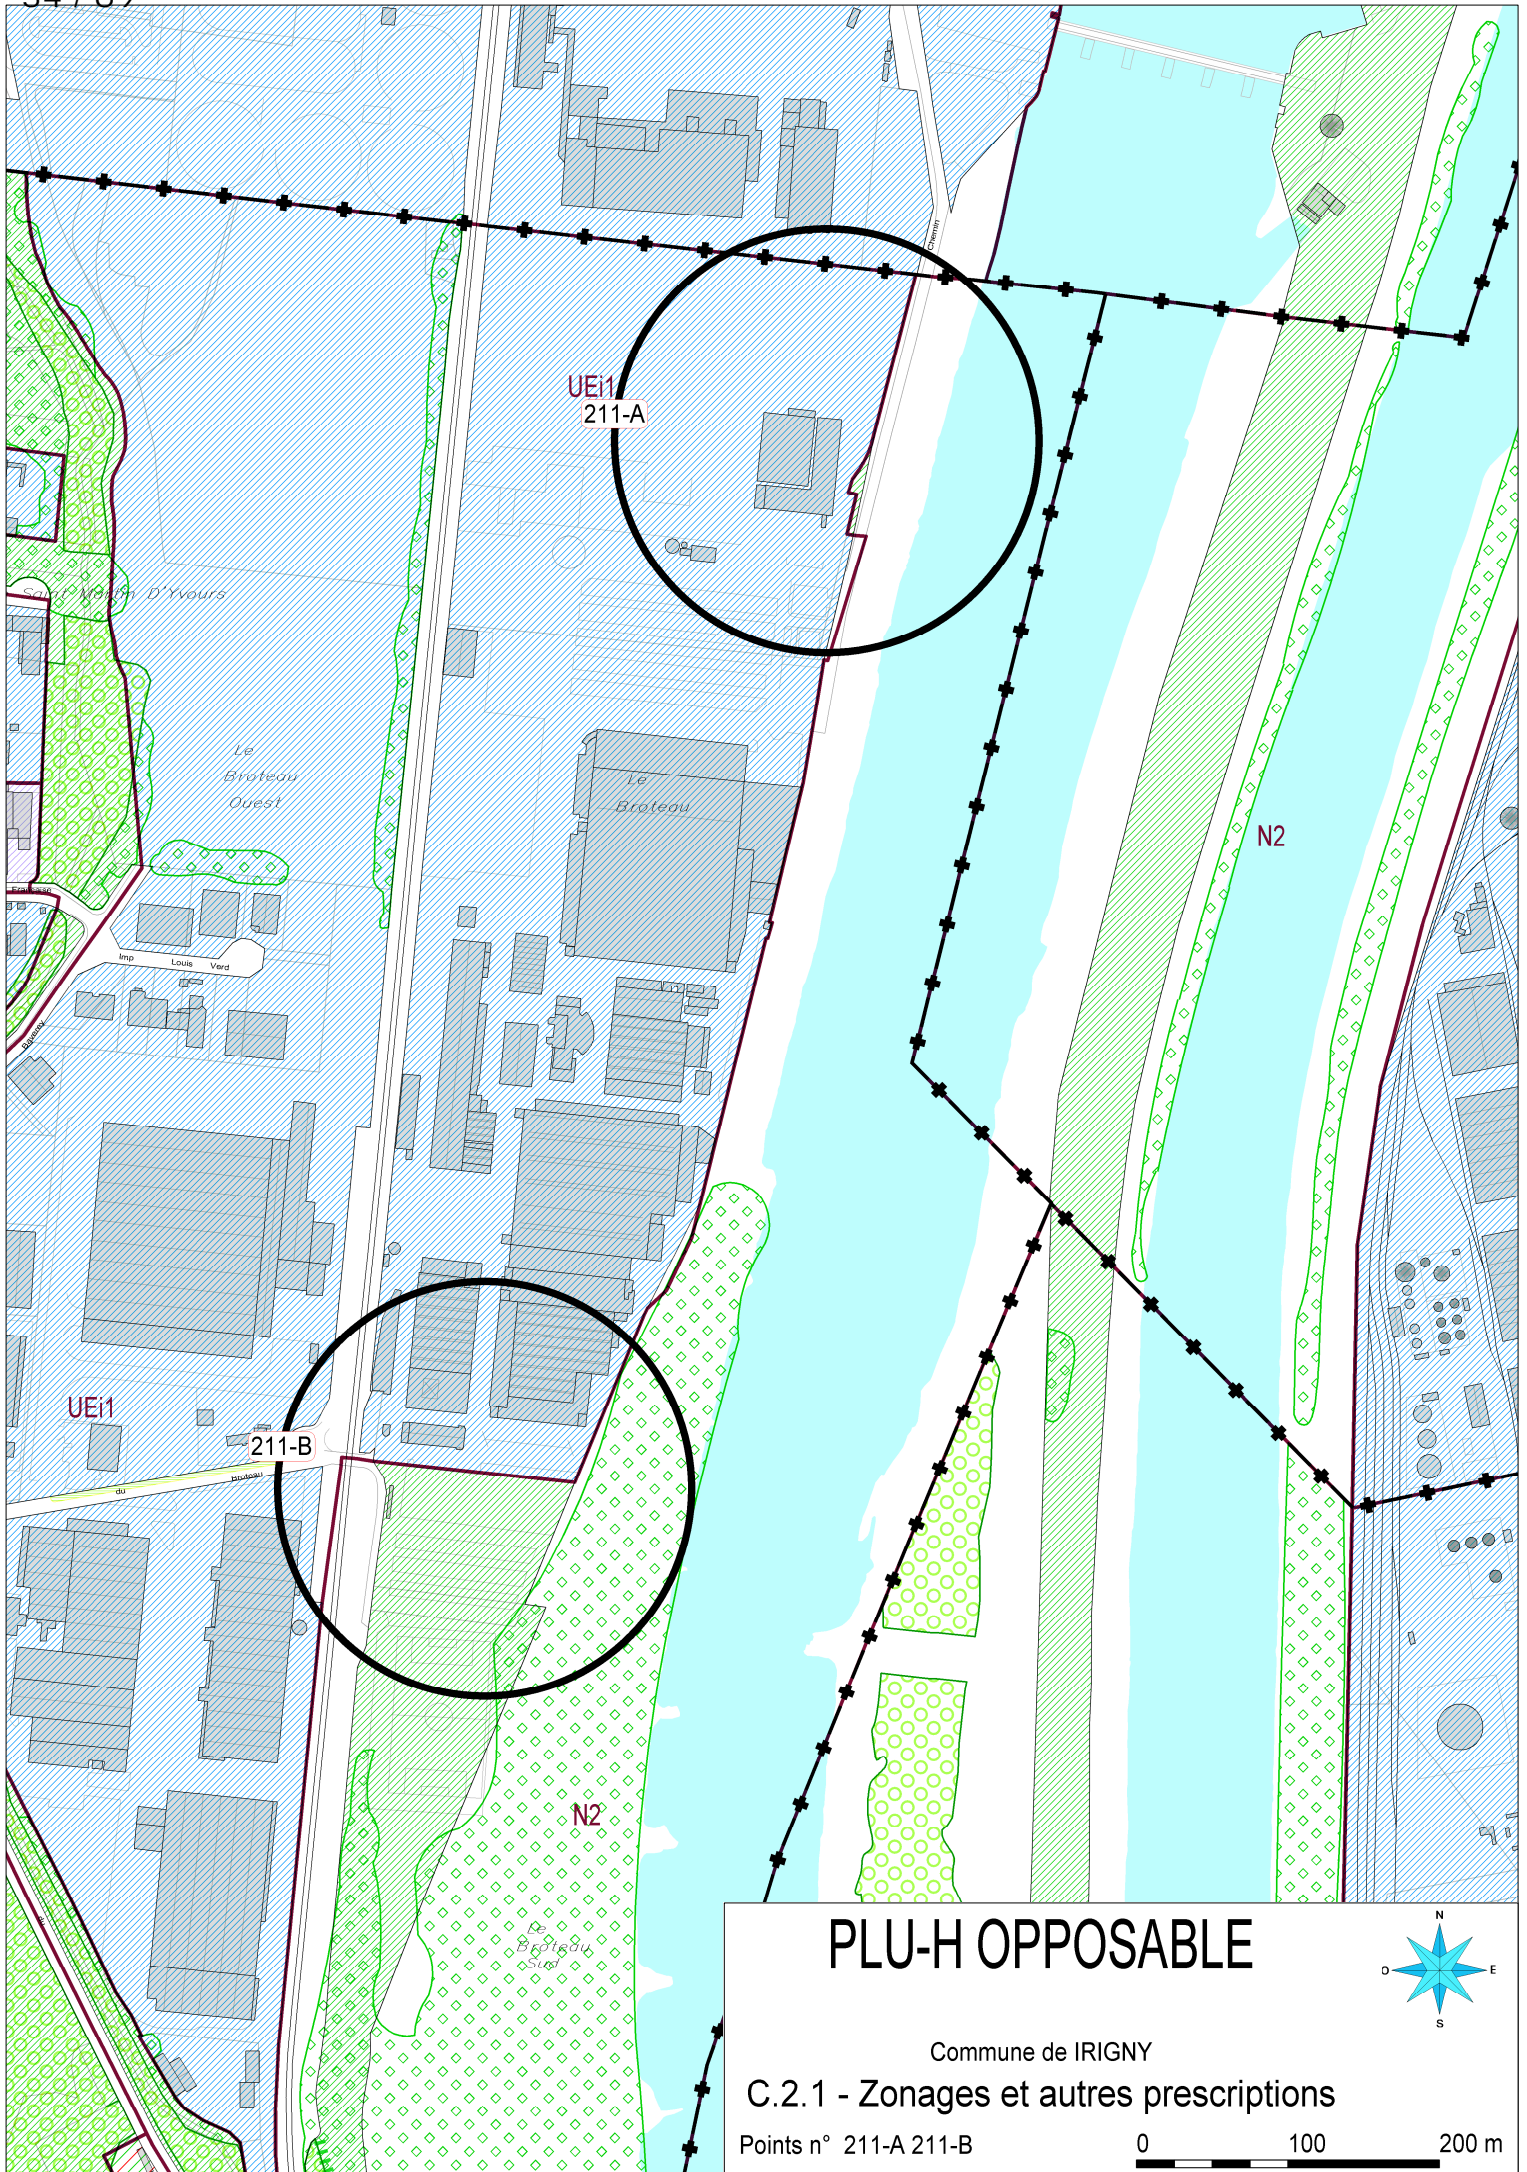 Chemin
UEi1
211-A
Saint Martin D'Yvours
Le
Broteau
Ouest
Le
Broteau
N2
Imp Louis Verd
UEi1
211-B
du Broteau
N2
Le
Broteau
Sud
PLU-H OPPOSABLE
N
O E
S
Commune de IRIGNY
C.2.1 - Zonages et autres prescriptions
Points n° 211-A 211-B
0 100 200 m